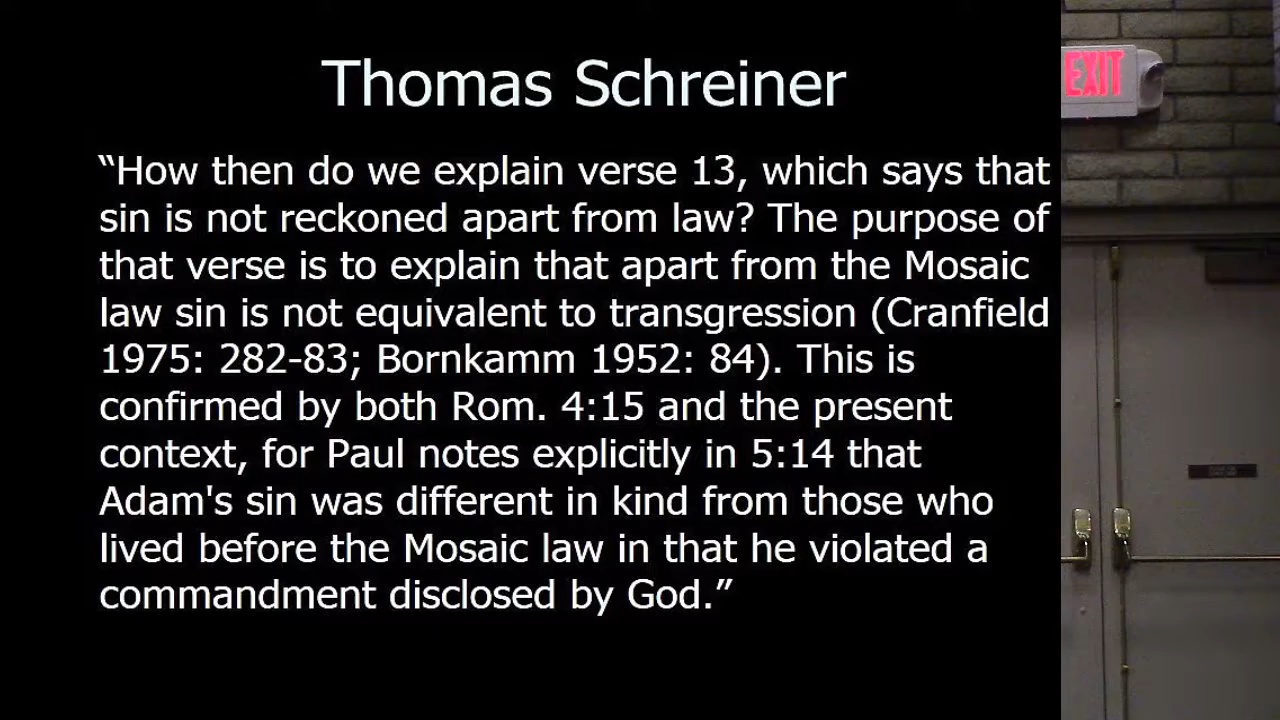 Thomas Schreiner
“How then do we explain verse 13, which says that
sin is not reckoned apart from law? The purpose of
that verse is to explain that apart from the Mosaic
law sin is not equivalent to transgression (Cranfield
1975: 282-83; Bornkamm 1952: 84). This is
confirmed by both Rom. 4:15 and the present
context, for Paul notes explicitly in 5:14 that
Adam's sin was different in kind from those who
lived before the Mosaic law in that he violated a
commandment disclosed by God.”
EXIT